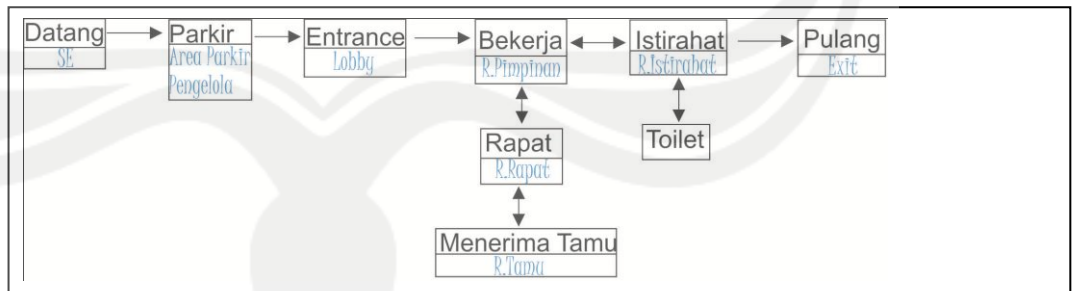 Datang
SE
Parkir
Area Parkir
Pengelola
Entrance
Lobby
Bekerja
R.Pimpinan
Istirahat
R.Istirahat
Pulang
Exit
Rapat
R.Rapat
Toilet
Menerima Tamu
R.Tamu